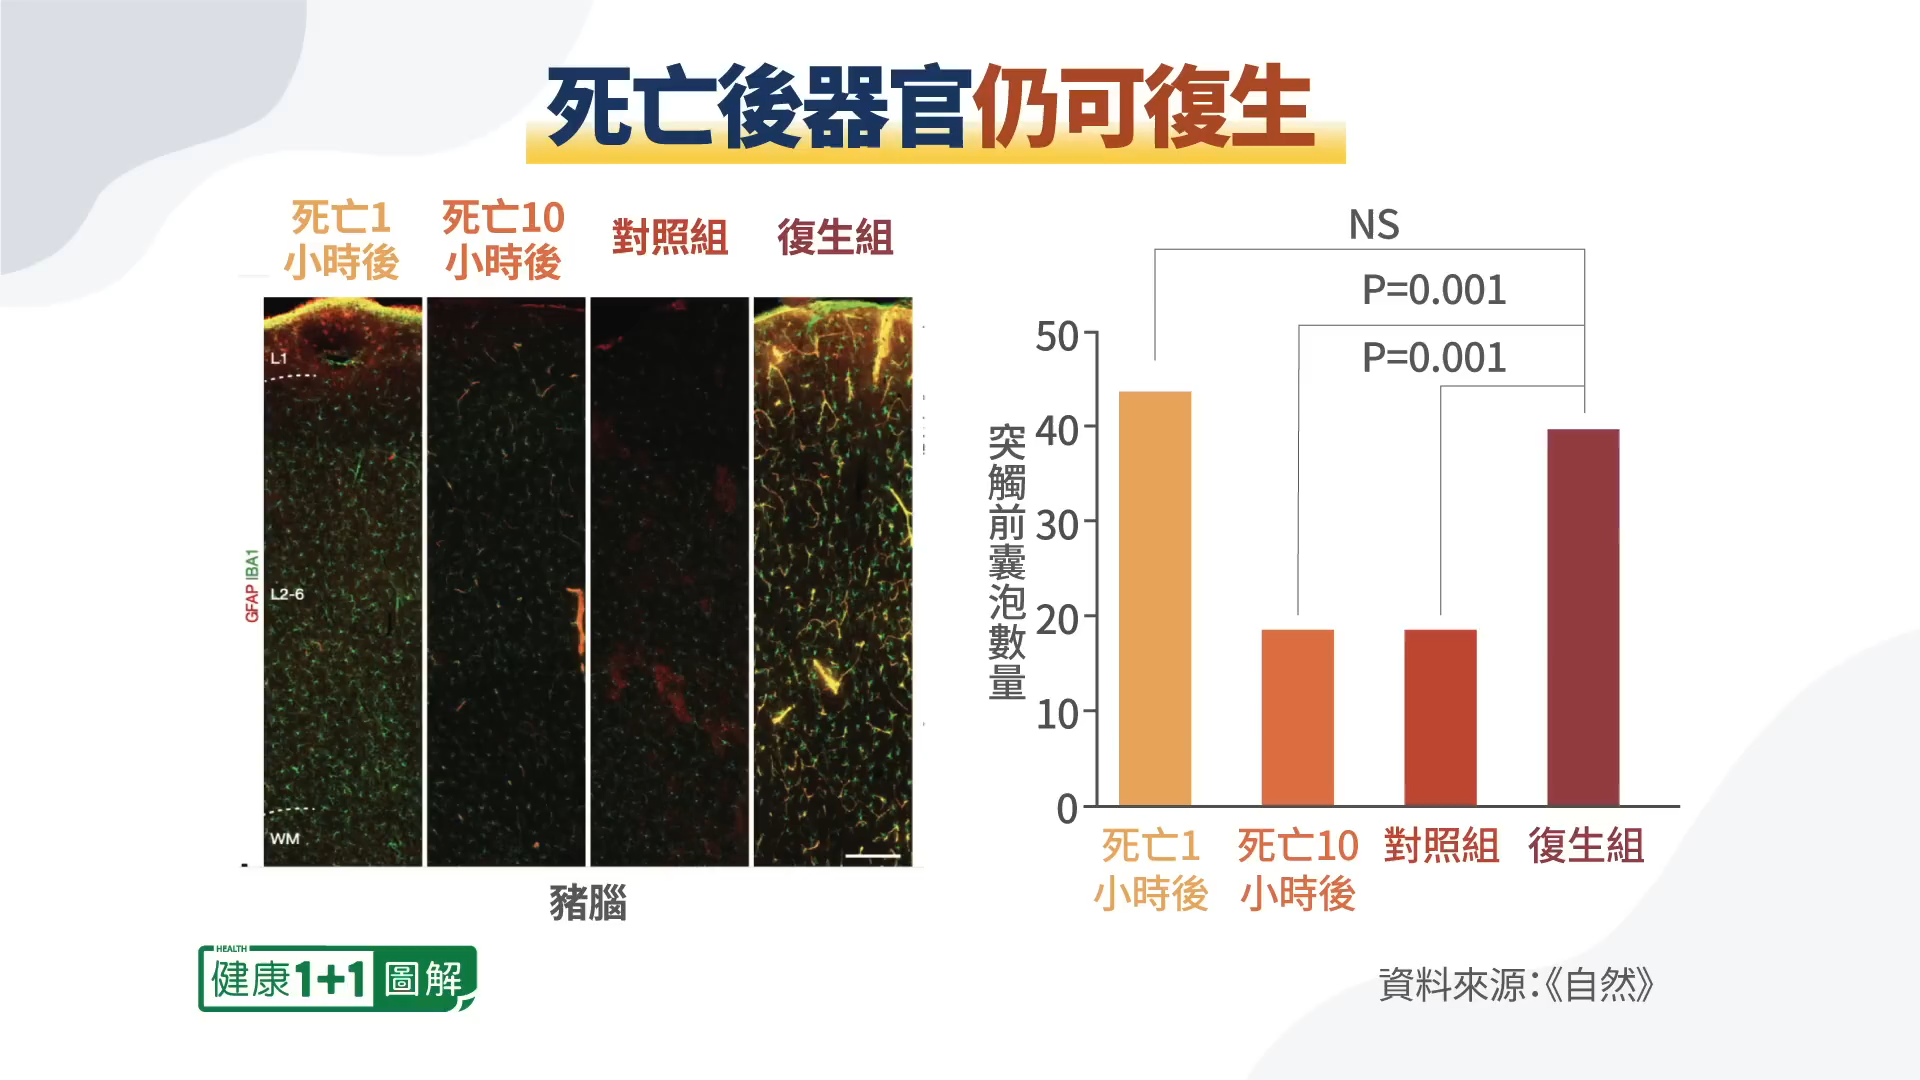 死亡後器官仍可復生
死亡1
小時後
死亡10
小時後
對照組
復生組
L1
L2-6
WM
GFAP IBA1
豬腦
NS
P=0.001
P=0.001
突觸前囊泡數量
50
40
30
20
10
0
死亡1
小時後
死亡10
小時後
對照組
復生組
HEALTH
健康1+1圖解
資料來源:《自然》